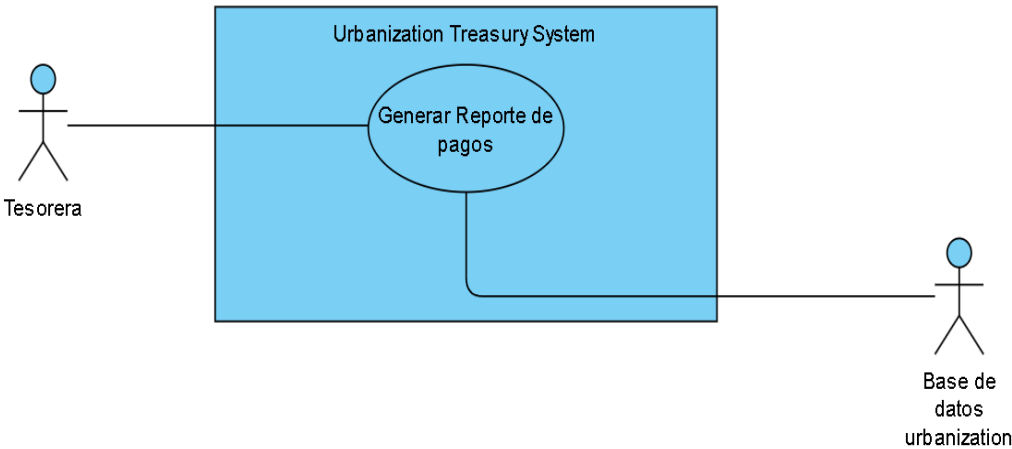 Urbanization Treasury System
Generar Reporte de
pagos
Tesorera
Base de
datos
urbanization